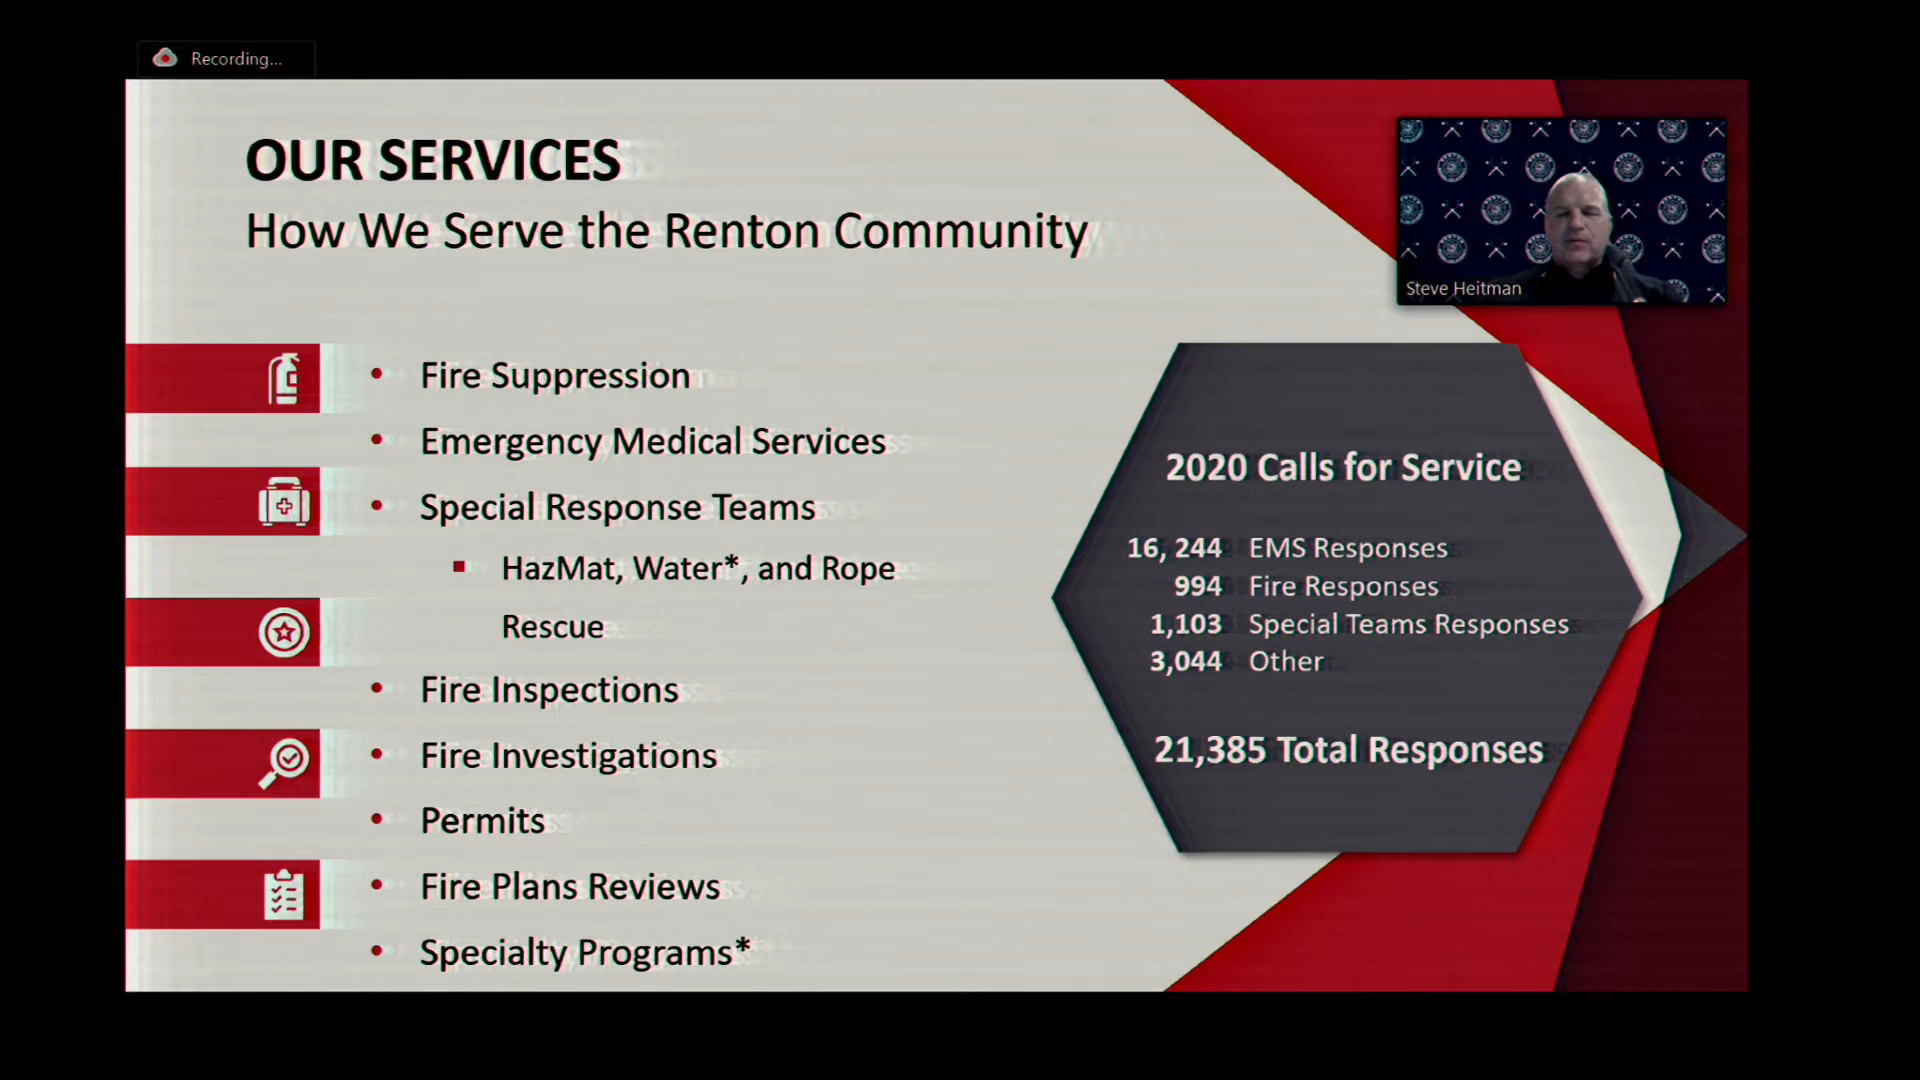 Recording...
OUR SERVICES
How We Serve the Renton Community
Steve Heitman
• Fire Suppression
• Emergency Medical Services
• Special Response Teams
▪ HazMat, Water*, and Rope
Rescue
• Fire Inspections
• Fire Investigations
• Permits
• Fire Plans Reviews
• Specialty Programs*
2020 Calls for Service
16, 244 EMS Responses
994 Fire Responses
1,103 Special Teams Responses
3,044 Other
21,385 Total Responses